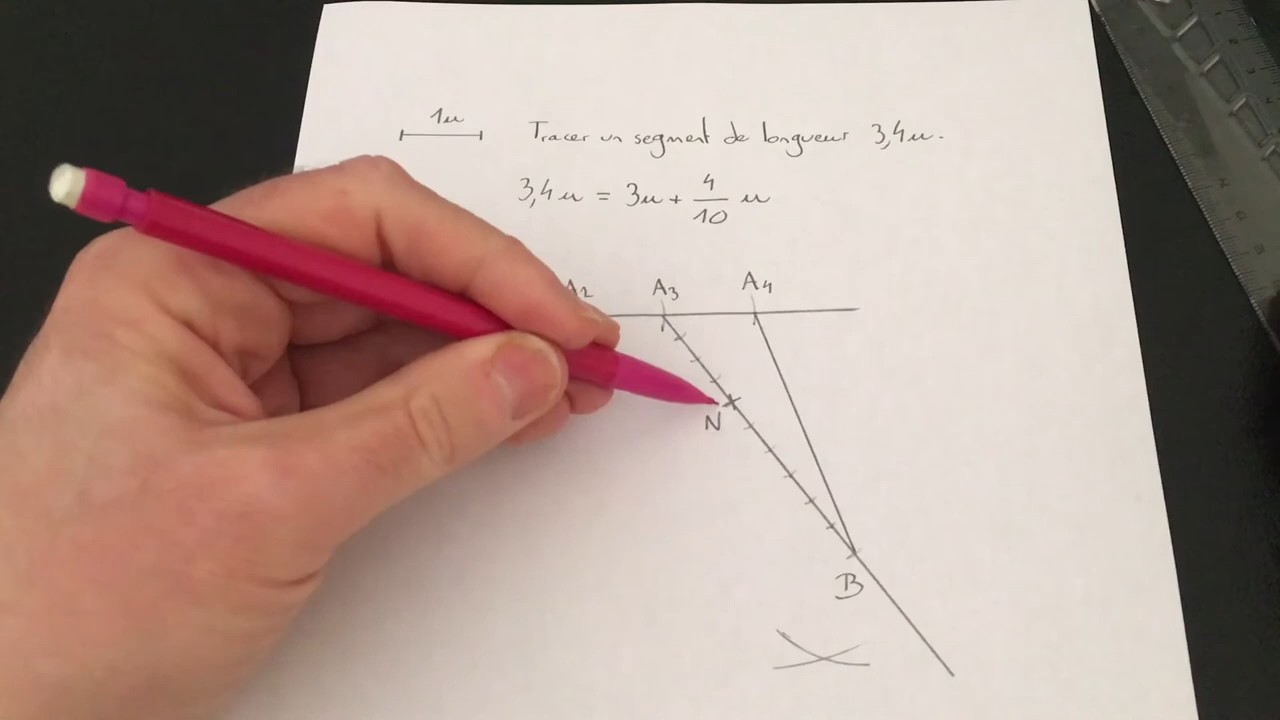 1u
Tracer un segment de longueur 3,4u.
3,4u = 3u + 4/10 u
A2 A3 A4
N
B